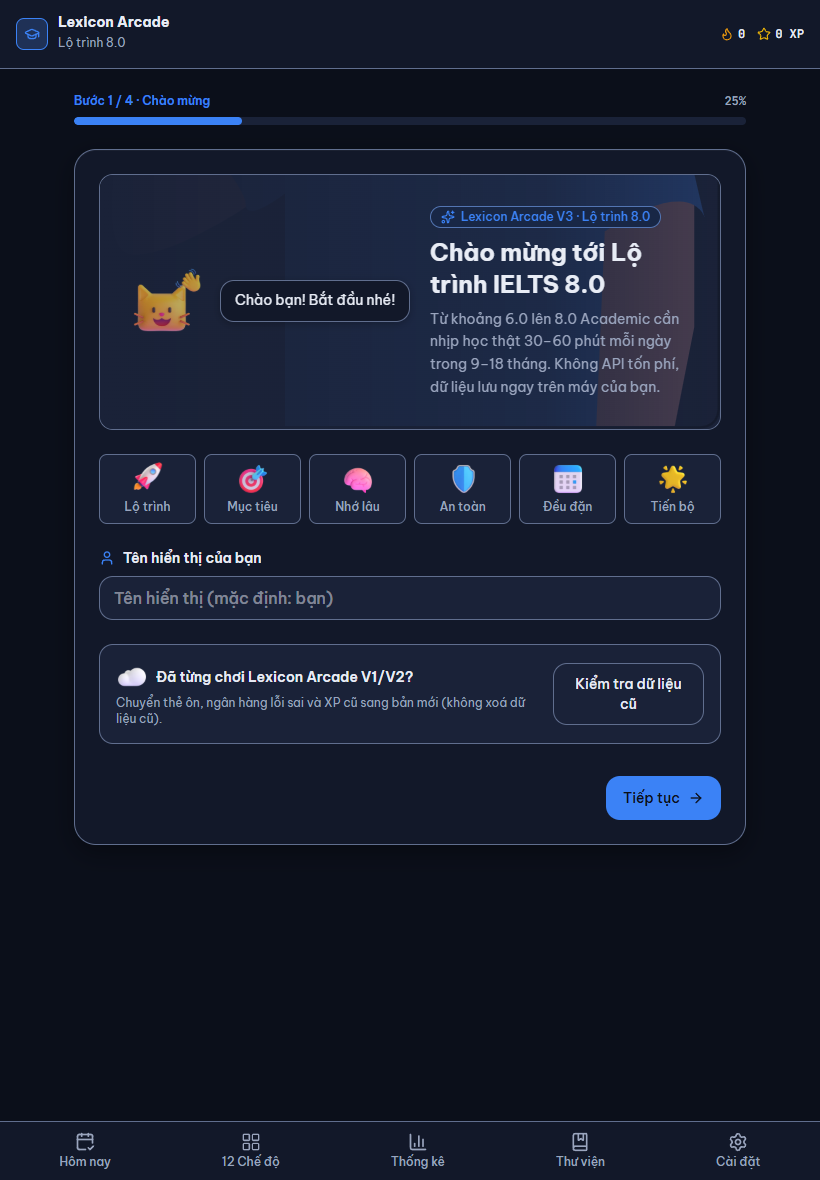 Lexicon Arcade
Lộ trình 8.0
0
0 XP
Bước 1 / 4 · Chào mừng
25%
Chào bạn! Bắt đầu nhé!
Lexicon Arcade V3 · Lộ trình 8.0
Chào mừng tới Lộ
trình IELTS 8.0
Từ khoảng 6.0 lên 8.0 Academic cần
nhịp học thật 30–60 phút mỗi ngày
trong 9–18 tháng. Không API tốn phí,
dữ liệu lưu ngay trên máy của bạn.
Lộ trình
Mục tiêu
Nhớ lâu
An toàn
Đều đặn
Tiến bộ
Tên hiển thị của bạn
Tên hiển thị (mặc định: bạn)
Đã từng chơi Lexicon Arcade V1/V2?
Chuyển thẻ ôn, ngân hàng lỗi sai và XP cũ sang bản mới (không xoá dữ
liệu cũ).
Kiểm tra dữ liệu
cũ
Tiếp tục
Hôm nay
12 Chế độ
Thống kê
Thư viện
Cài đặt